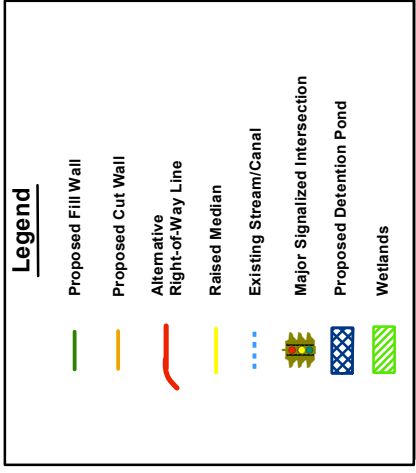 Legend
Proposed Fill Wall
Proposed Cut Wall
Alternative
Right-of-Way Line
Raised Median
Existing Stream/Canal
Major Signalized Intersection
Proposed Detention Pond
Wetlands